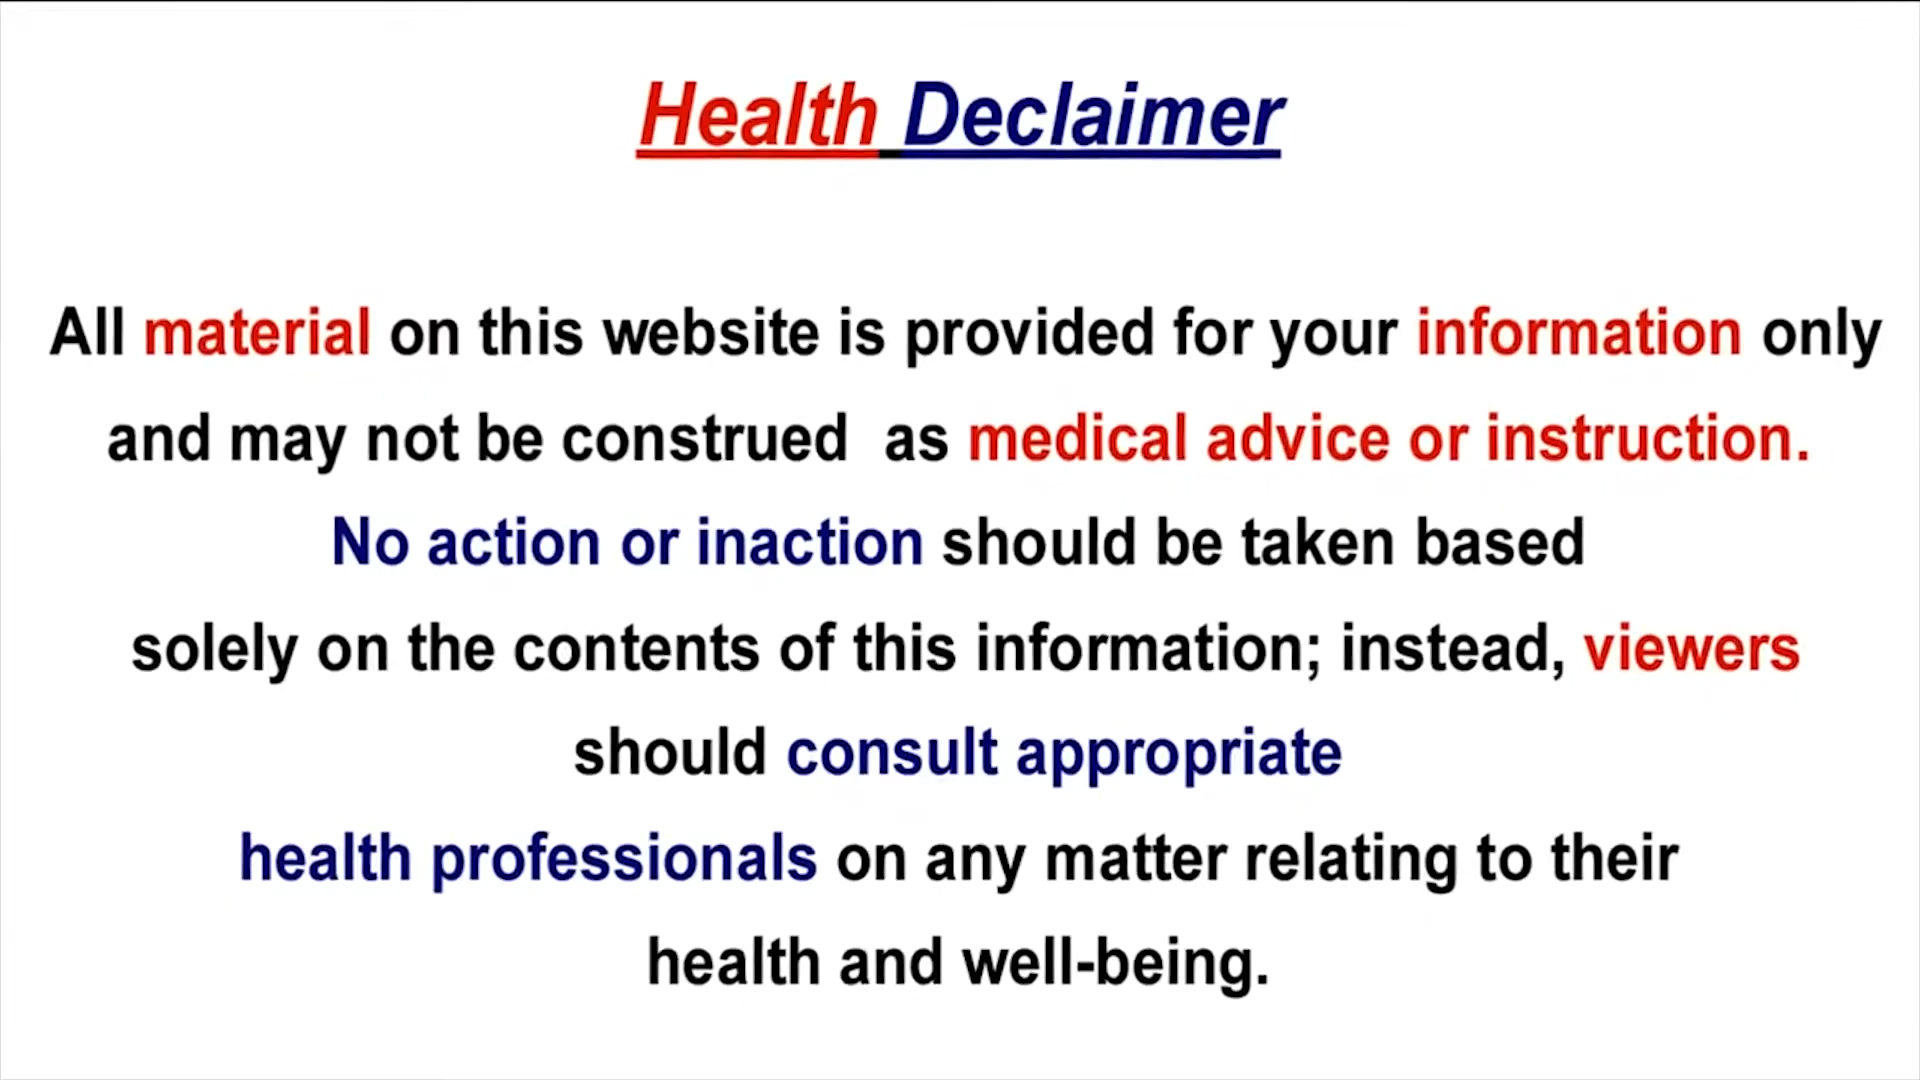 Health Declaimer
All material on this website is provided for your information only
and may not be construed  as medical advice or instruction.
No action or inaction should be taken based
solely on the contents of this information; instead, viewers
should consult appropriate
health professionals on any matter relating to their
health and well-being.